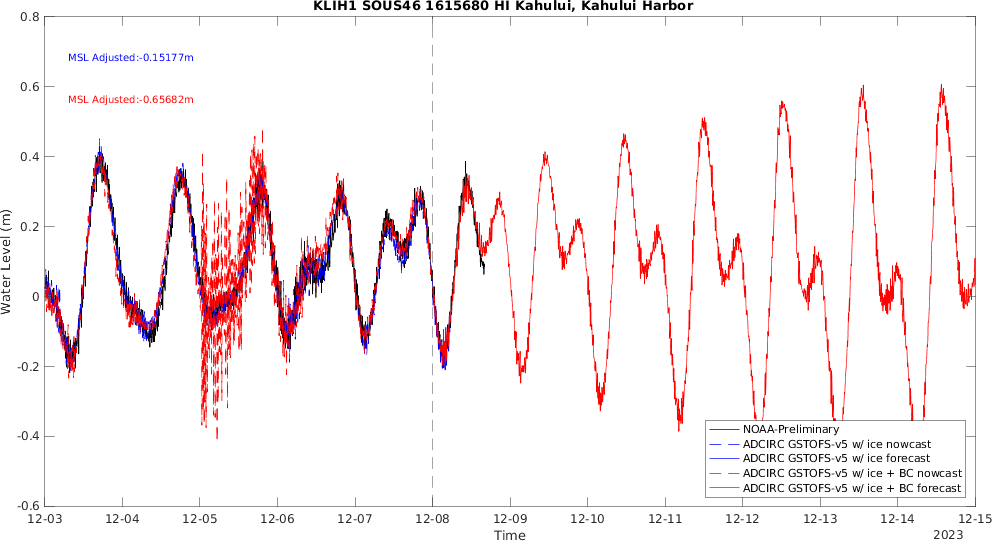 KLIH1 SOUS46 1615680 HI Kahului, Kahului Harbor
0.8
MSL Adjusted:-0.15177m
0.6
MSL Adjusted:-0.65682m
0.4
0.2
Water Level (m)
0
-0.2
-0.4
NOAA-Preliminary
ADCIRC GSTOFS-v5 w/ ice nowcast
ADCIRC GSTOFS-v5 w/ ice forecast
ADCIRC GSTOFS-v5 w/ ice + BC nowcast
ADCIRC GSTOFS-v5 w/ ice + BC forecast
-0.6
12-03 12-04 12-05 12-06 12-07 12-08 12-09 12-10 12-11 12-12 12-13 12-14 12-15
Time
2023